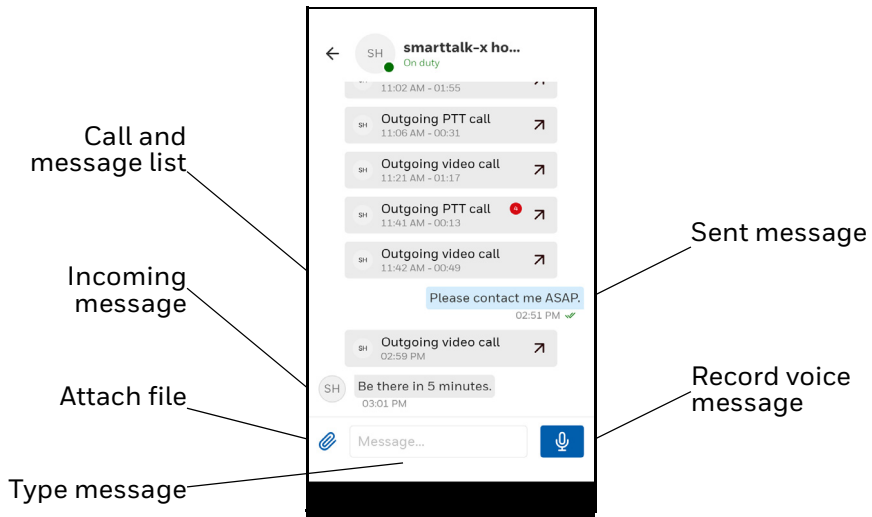 SH
smarttalk-x ho...
On duty
11:02 AM - 01:55
SH
Outgoing PTT call
11:06 AM - 00:31
SH
Outgoing video call
11:21 AM - 01:17
SH
Outgoing PTT call
11:41 AM - 00:13
SH
Outgoing video call
11:42 AM - 00:49
Please contact me ASAP.
02:51 PM
SH
Outgoing video call
02:59 PM
SH
Be there in 5 minutes.
03:01 PM
Message...
Call and
message list
Incoming
message
Attach file
Type message
Sent message
Record voice
message